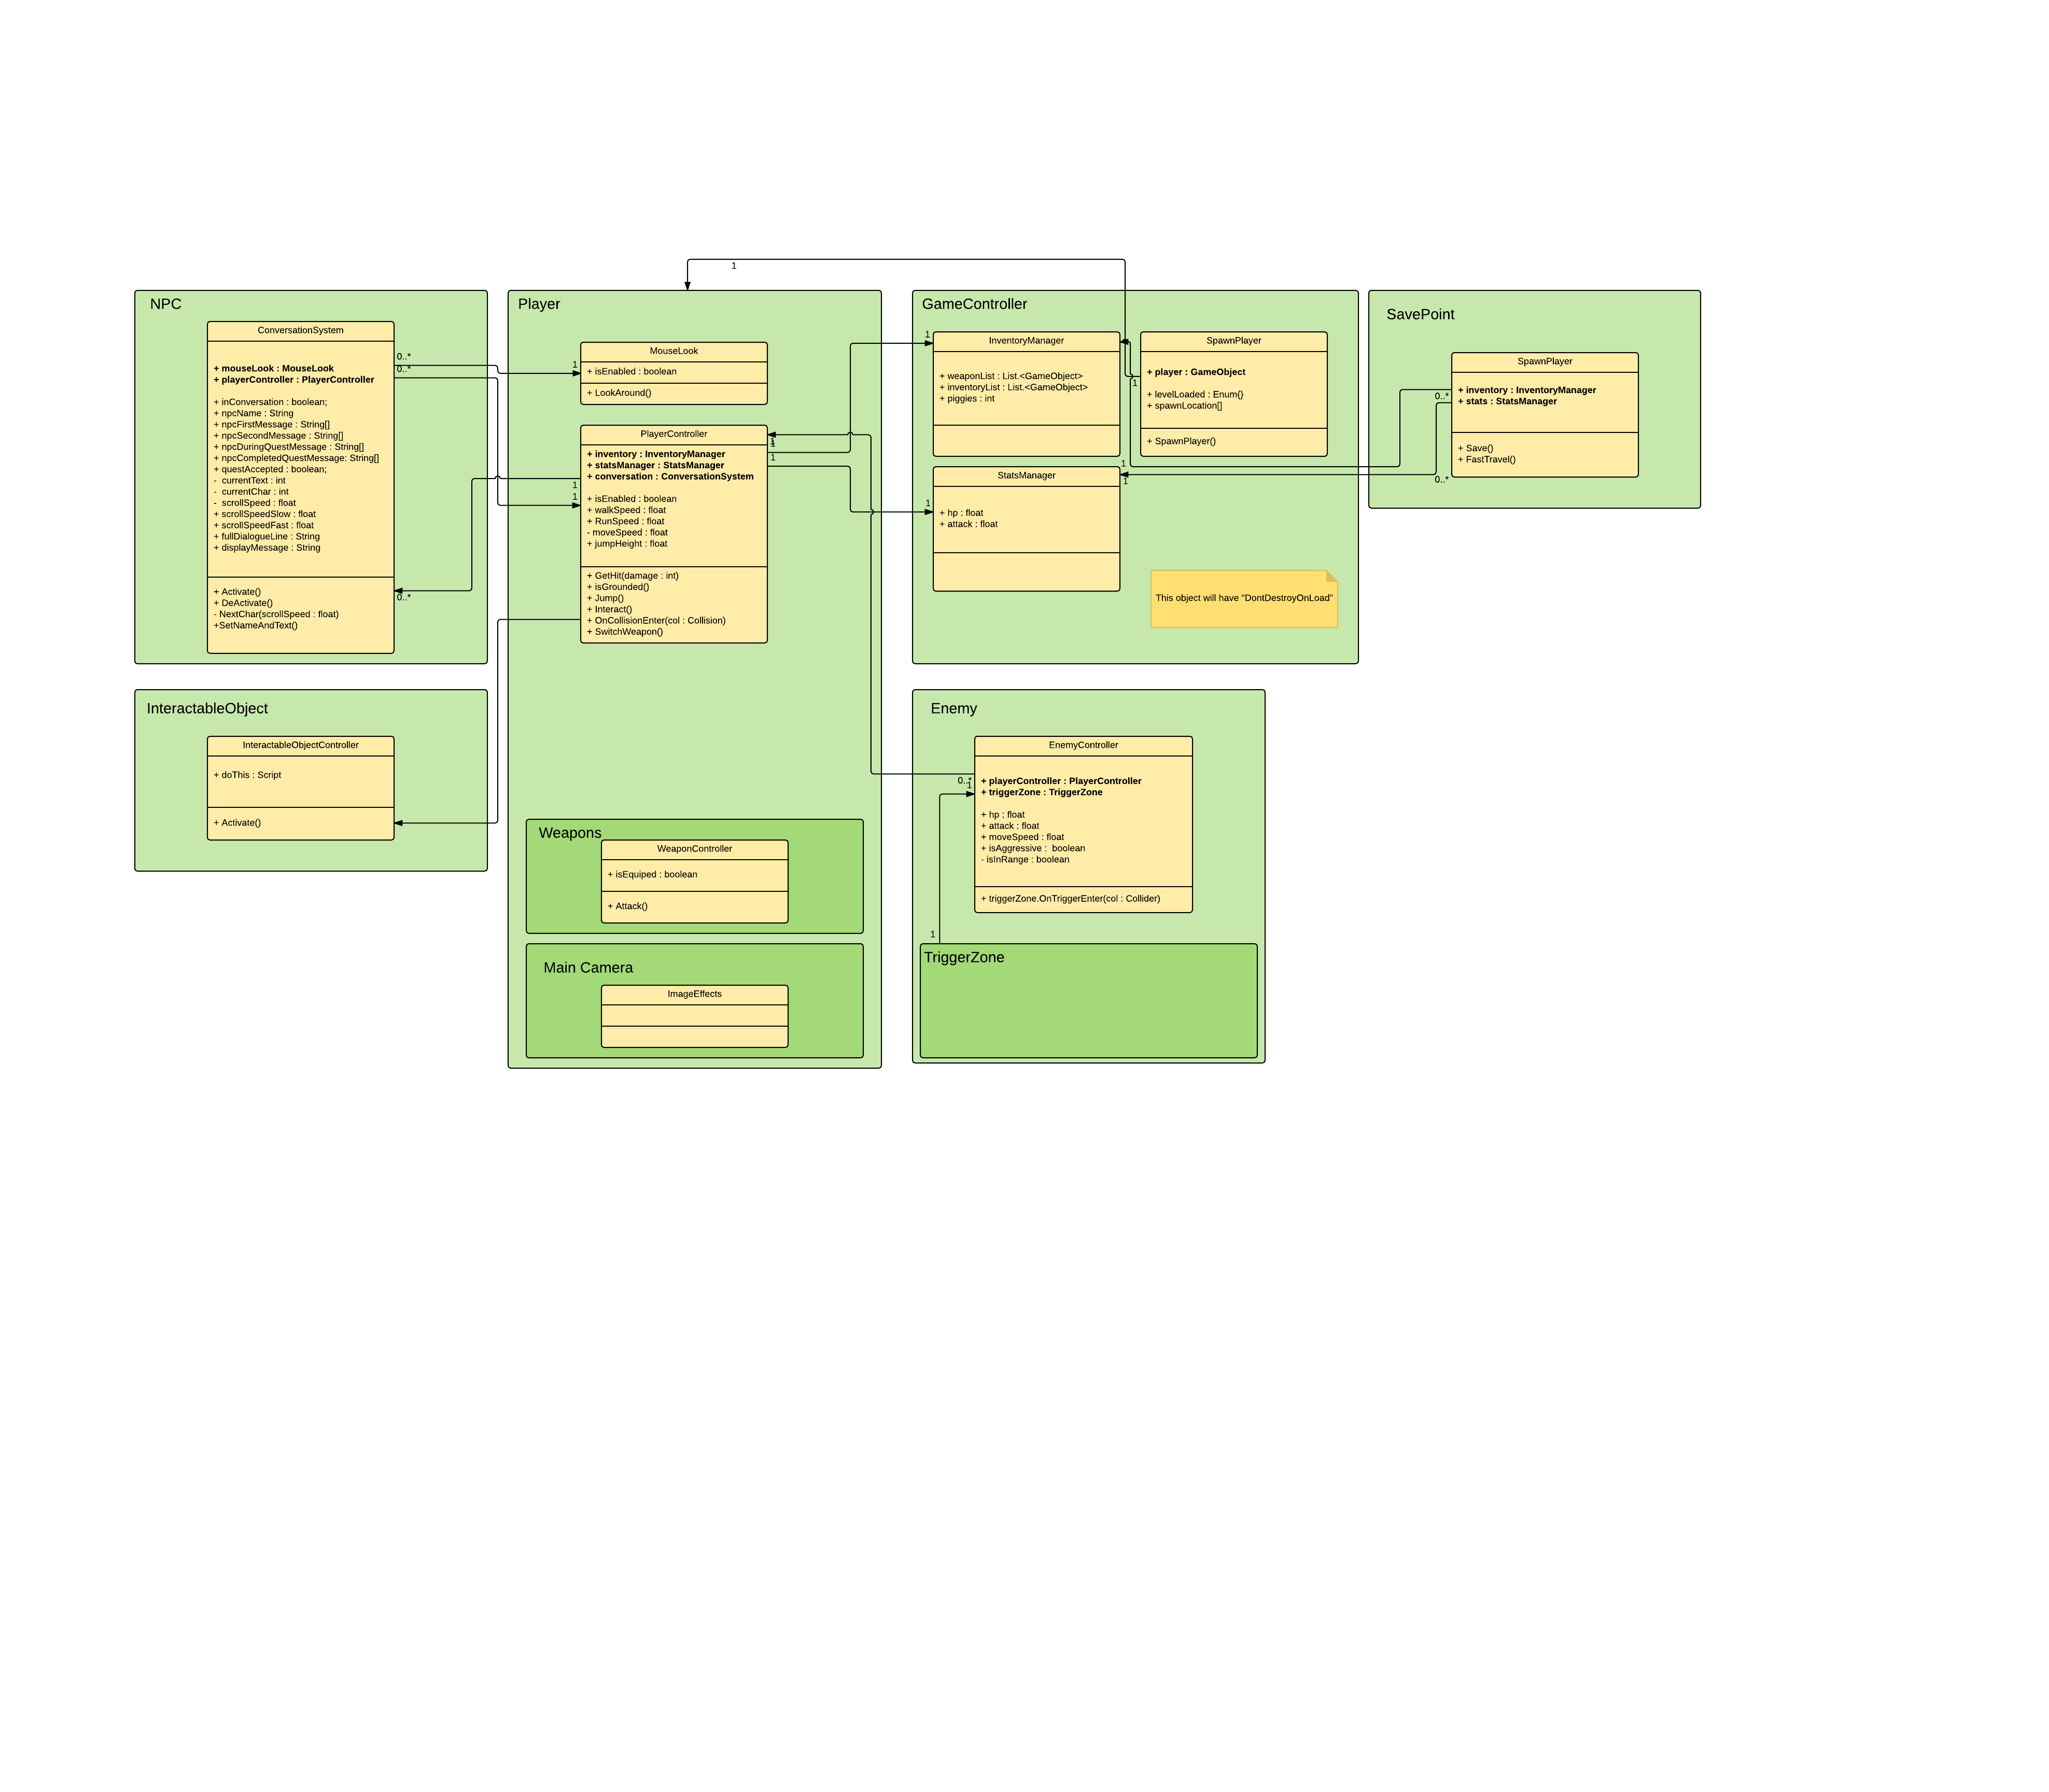 1
NPC
ConversationSystem
+ mouseLook : MouseLook
+ playerController : PlayerController
+ inConversation : boolean;
+ npcName : String
+ npcFirstMessage : String[]
+ npcSecondMessage : String[]
+ npcDuringQuestMessage : String[]
+ npcCompletedQuestMessage: String[]
+ questAccepted : boolean;
-  currentText : int
-  currentChar : int
-  scrollSpeed : float
+ scrollSpeedSlow : float
+ scrollSpeedFast : float
+ fullDialogueLine : String
+ displayMessage : String
+ Activate()
+ DeActivate()
- NextChar(scrollSpeed : float)
+SetNameAndText()
0..*
0..*
0..*
Player
1
MouseLook
+ isEnabled : boolean
+ LookAround()
PlayerController
+ inventory : InventoryManager
+ statsManager : StatsManager
+ conversation : ConversationSystem
+ isEnabled : boolean
+ walkSpeed : float
+ RunSpeed : float
- moveSpeed : float
+ jumpHeight : float
+ GetHit(damage : int)
+ isGrounded()
+ Jump()
+ Interact()
+ OnCollisionEnter(col : Collision)
+ SwitchWeapon()
1
1
1
1
1
GameController
1
InventoryManager
+ weaponList : List.<GameObject>
+ inventoryList : List.<GameObject>
+ piggies : int
SpawnPlayer
+ player : GameObject
+ levelLoaded : Enum{}
+ spawnLocation[]
+ SpawnPlayer()
1
1
1
1
StatsManager
+ hp : float
+ attack : float
This object will have "DontDestroyOnLoad"
SavePoint
SpawnPlayer
+ inventory : InventoryManager
+ stats : StatsManager
+ Save()
+ FastTravel()
0..*
0..*
InteractableObject
InteractableObjectController
+ doThis : Script
+ Activate()
Weapons
WeaponController
+ isEquiped : boolean
+ Attack()
Main Camera
ImageEffects
Enemy
EnemyController
+ playerController : PlayerController
+ triggerZone : TriggerZone
+ hp : float
+ attack : float
+ moveSpeed : float
+ isAggressive :  boolean
- isInRange : boolean
+ triggerZone.OnTriggerEnter(col : Collider)
0..*
1
1
TriggerZone